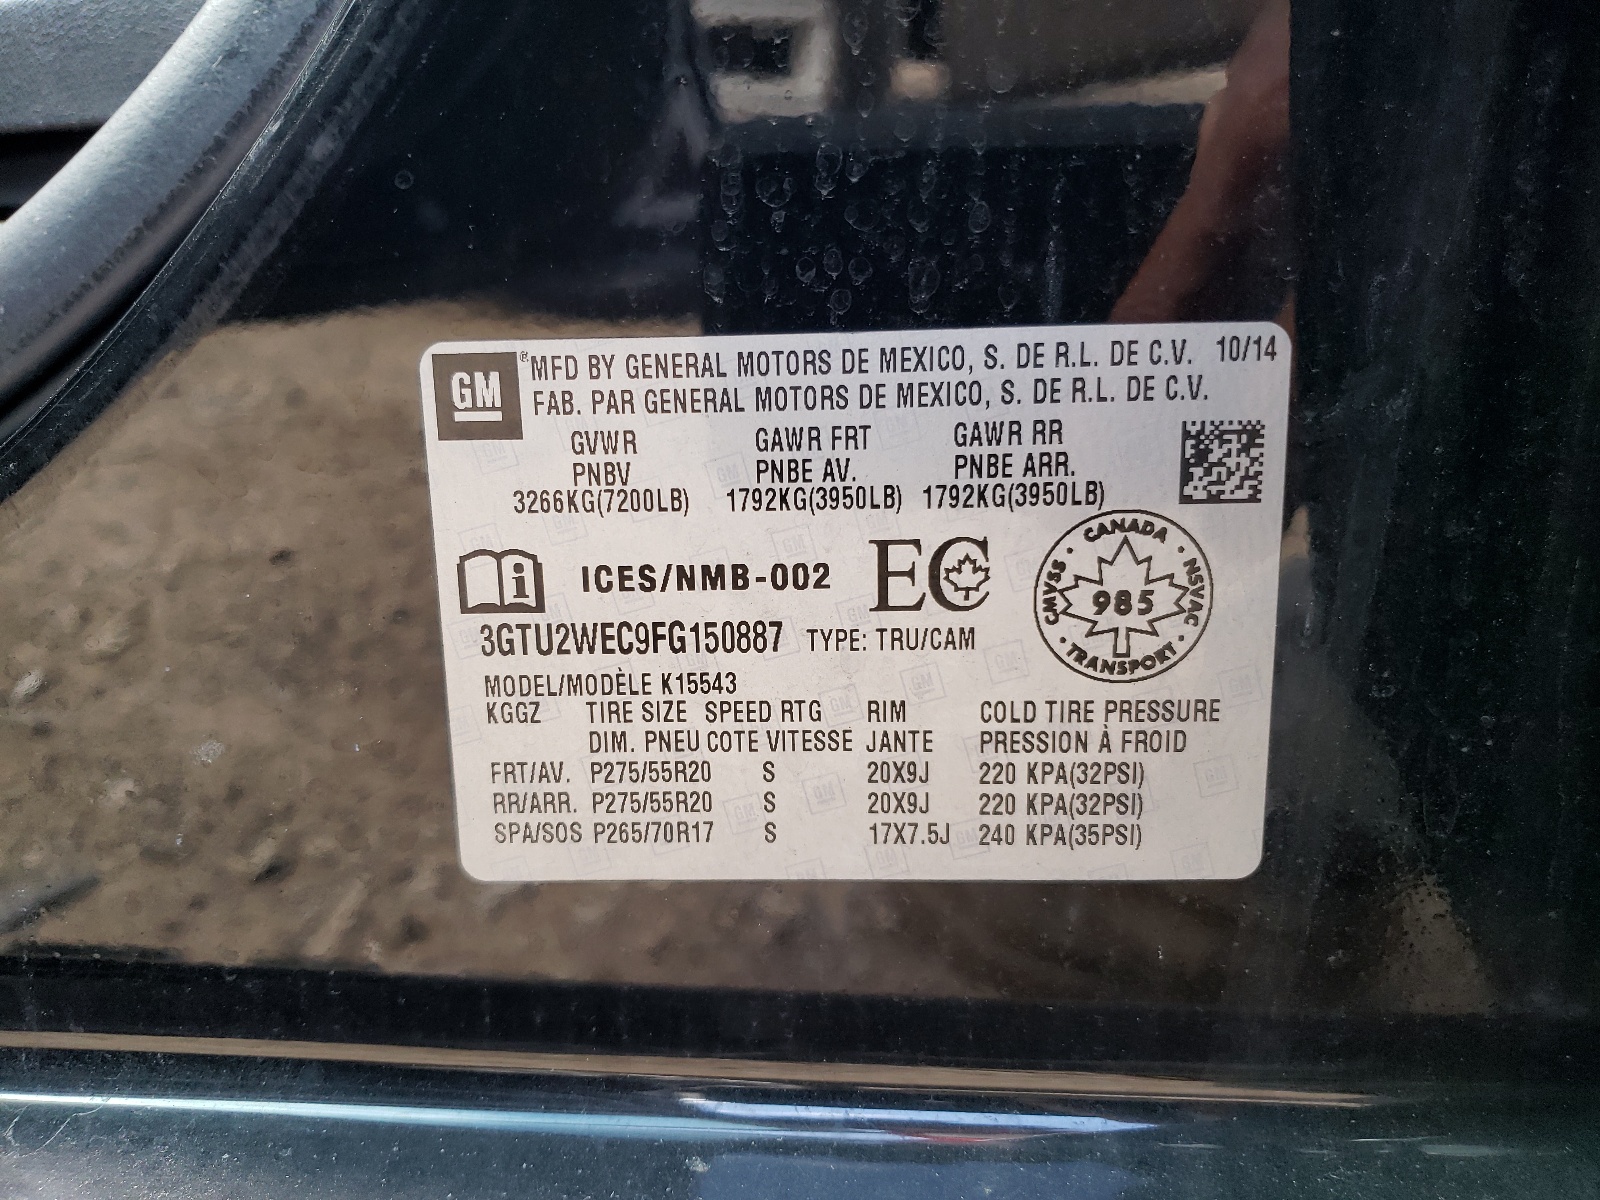 GM ® MFD BY GENERAL MOTORS DE MEXICO, S. DE R.L. DE C.V. 10/14
FAB. PAR GENERAL MOTORS DE MEXICO, S. DE R.L. DE C.V.
GVWR GAWR FRT GAWR RR
PNBV PNBE AV. PNBE ARR.
3266KG(7200LB) 1792KG(3950LB) 1792KG(3950LB)
i ICES/NMB-002 EC CANADA · NSVAC · TRANSPORT · CMVSS · 985
3GTU2WEC9FG150887 TYPE: TRU/CAM
MODEL/MODÈLE K15543
KGGZ TIRE SIZE SPEED RTG RIM COLD TIRE PRESSURE
DIM. PNEU COTE VITESSE JANTE PRESSION À FROID
FRT/AV. P275/55R20 S 20X9J 220 KPA(32PSI)
RR/ARR. P275/55R20 S 20X9J 220 KPA(32PSI)
SPA/SOS P265/70R17 S 17X7.5J 240 KPA(35PSI)